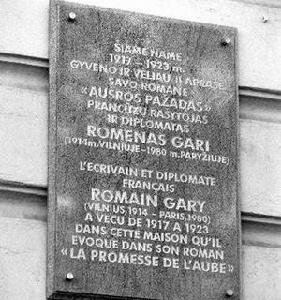 ŠIAME NAME
1917 – 1923 m.
GYVENO IR VĖLIAU JĮ APRAŠĖ
SAVO ROMANE
«AUŠROS PAŽADAS»
PRANCŪZŲ RAŠYTOJAS
IR DIPLOMATAS
ROMENAS GARI
(1914 m. VILNIUJE – 1980 m. PARYŽIUJE)
L'ECRIVAIN ET DIPLOMATE
FRANÇAIS
ROMAIN GARY
(VILNIUS 1914 – PARIS, 1980)
A VECU DE 1917 A 1923
DANS CETTE MAISON QU'IL
EVOQUE DANS SON ROMAN
“LA PROMESSE DE L'AUBE”